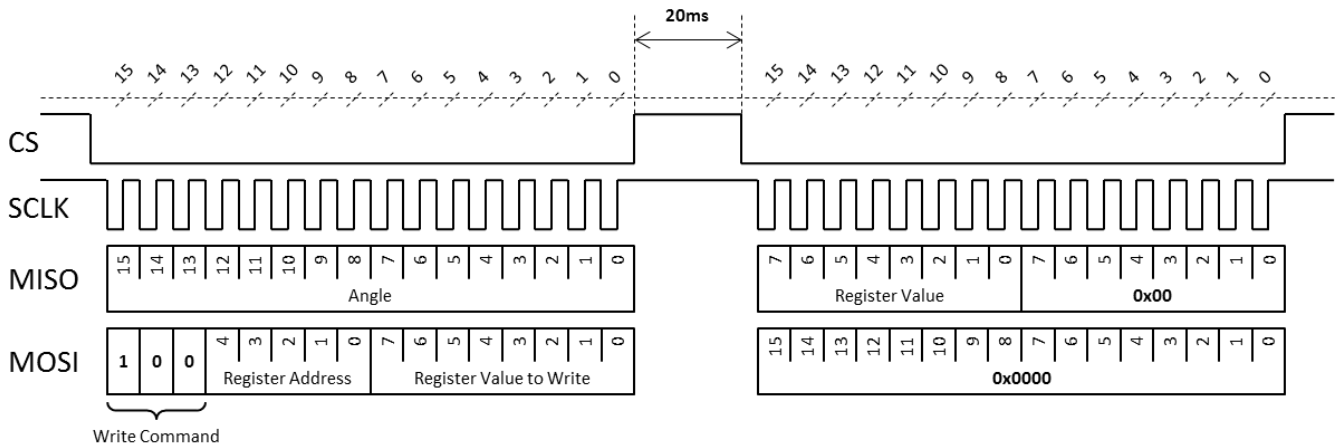 20ms
15 14 13 12 11 10 9 8 7 6 5 4 3 2 1 0 15 14 13 12 11 10 9 8 7 6 5 4 3 2 1 0
CS
SCLK
MISO 15 14 13 12 11 10 9 8 7 6 5 4 3 2 1 0 7 6 5 4 3 2 1 0 7 6 5 4 3 2 1 0
Angle Register Value 0x00
MOSI 1 0 0 4 3 2 1 0 7 6 5 4 3 2 1 0 15 14 13 12 11 10 9 8 7 6 5 4 3 2 1 0
Register Address Register Value to Write 0x0000
Write Command